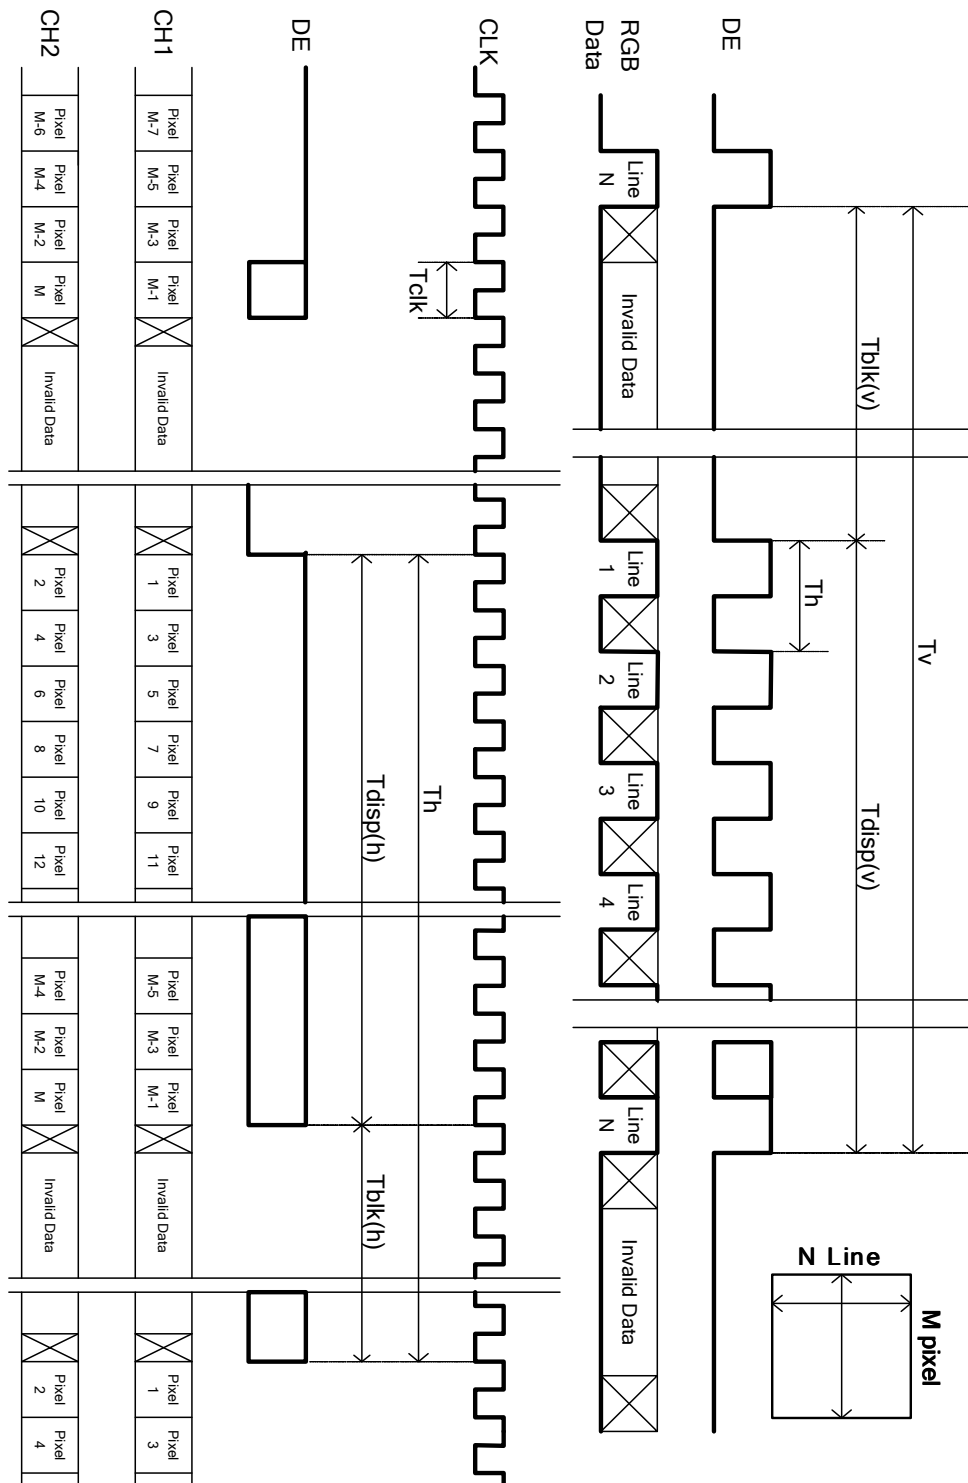 Tv
M pixel
N Line
Tblk(v)
Tdisp(v)
Th
DE
RGB
Data
Line
N
Invalid Data
Line
1
Line
2
Line
3
Line
4
Line
N
Invalid Data
CLK
Tclk
Th
Tdisp(h)
Tblk(h)
DE
CH1
Pixel
M-7
Pixel
M-5
Pixel
M-3
Pixel
M-1
Invalid Data
Pixel
1
Pixel
3
Pixel
5
Pixel
7
Pixel
9
Pixel
11
Pixel
M-5
Pixel
M-3
Pixel
M-1
Invalid Data
Pixel
1
Pixel
3
CH2
Pixel
M-6
Pixel
M-4
Pixel
M-2
Pixel
M
Invalid Data
Pixel
2
Pixel
4
Pixel
6
Pixel
8
Pixel
10
Pixel
12
Pixel
M-4
Pixel
M-2
Pixel
M
Invalid Data
Pixel
2
Pixel
4